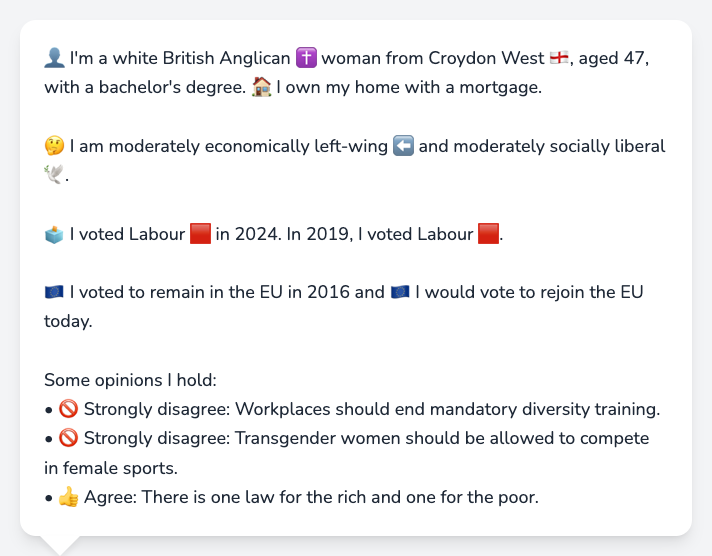 👤 I'm a white British Anglican ✝️ woman from Croydon West 🏴󠁧󠁢󠁥󠁮󠁧󠁿, aged 47,
with a bachelor's degree. 🏠 I own my home with a mortgage.
🤔 I am moderately economically left-wing ⬅️ and moderately socially liberal
🕊️.
🗳️ I voted Labour 🟥 in 2024. In 2019, I voted Labour 🟥.
🇪🇺 I voted to remain in the EU in 2016 and 🇪🇺 I would vote to rejoin the EU
today.
Some opinions I hold:
• 🚫 Strongly disagree: Workplaces should end mandatory diversity training.
• 🚫 Strongly disagree: Transgender women should be allowed to compete
in female sports.
• 👍 Agree: There is one law for the rich and one for the poor.